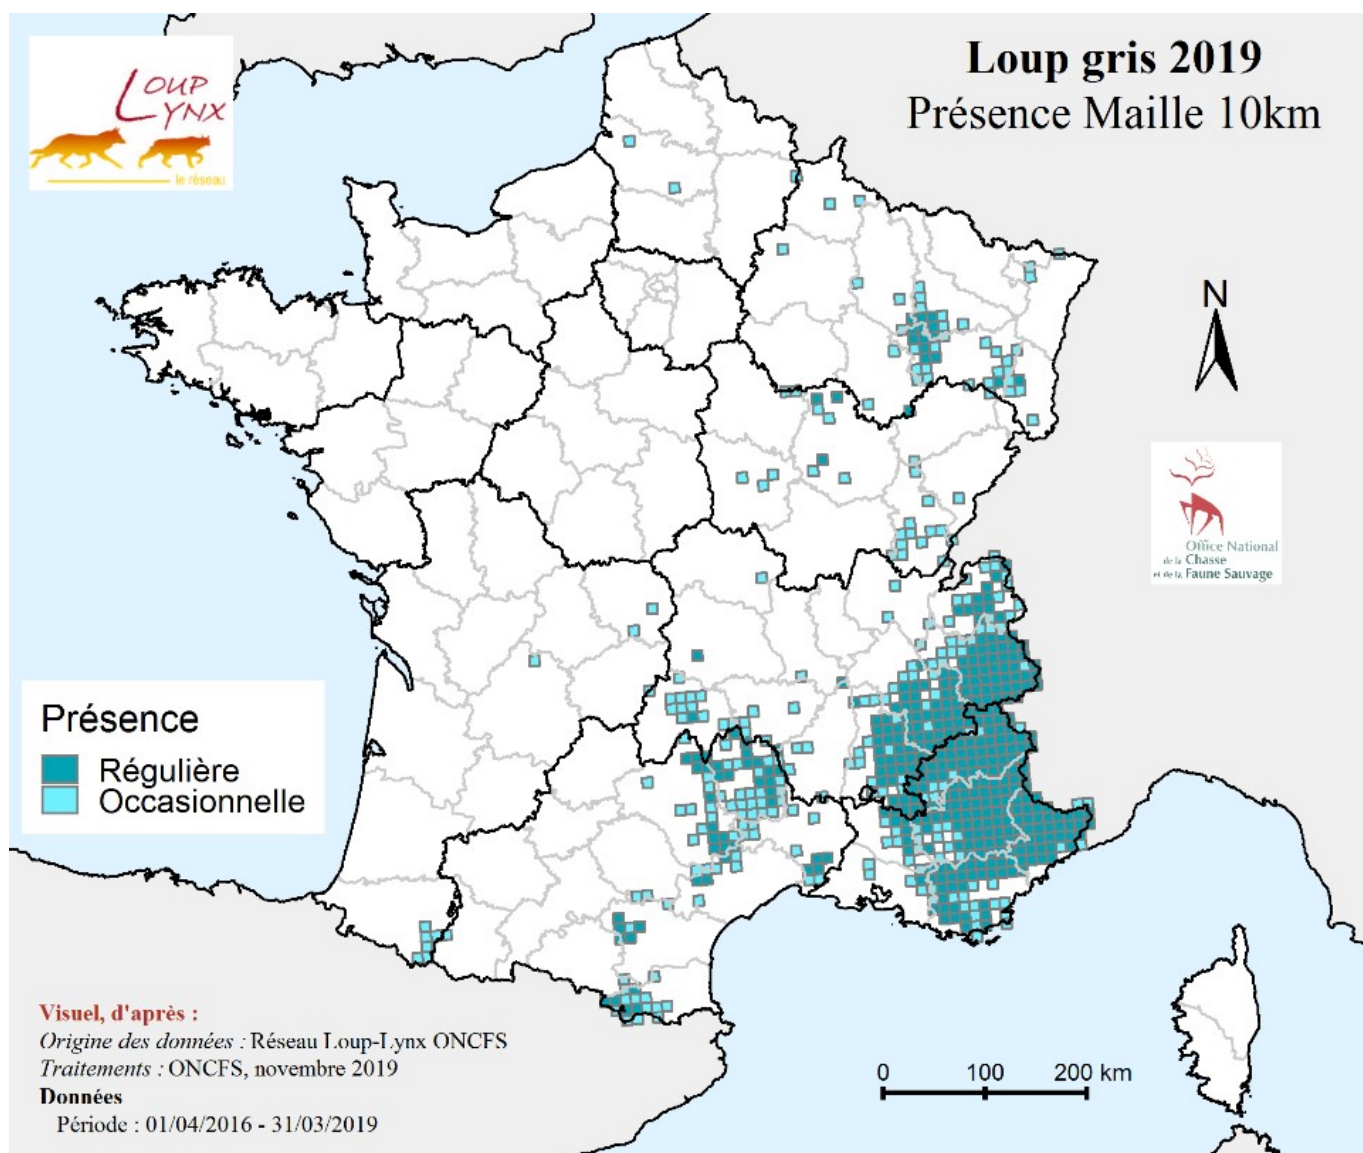 LOUP
LYNX
le réseau
Loup gris 2019
Présence Maille 10km
N
Office National
de la Chasse
et de la Faune Sauvage
Présence
Régulière
Occasionnelle
Visuel, d'après :
Origine des données : Réseau Loup-Lynx ONCFS
Traitements : ONCFS, novembre 2019
Données
Période : 01/04/2016 - 31/03/2019
0 100 200 km